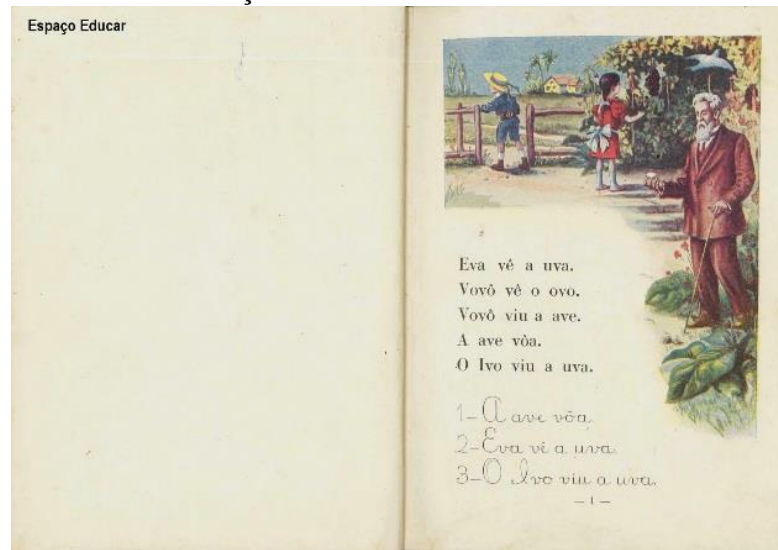 Espaço Educar
Eva vê a uva.
Vovô vê o ovo.
Vovô viu a ave.
A ave vôa.
O Ivo viu a uva.
1-A ave vôa.
2-Eva vê a uva.
3-O Ivo viu a uva.
— 1 —